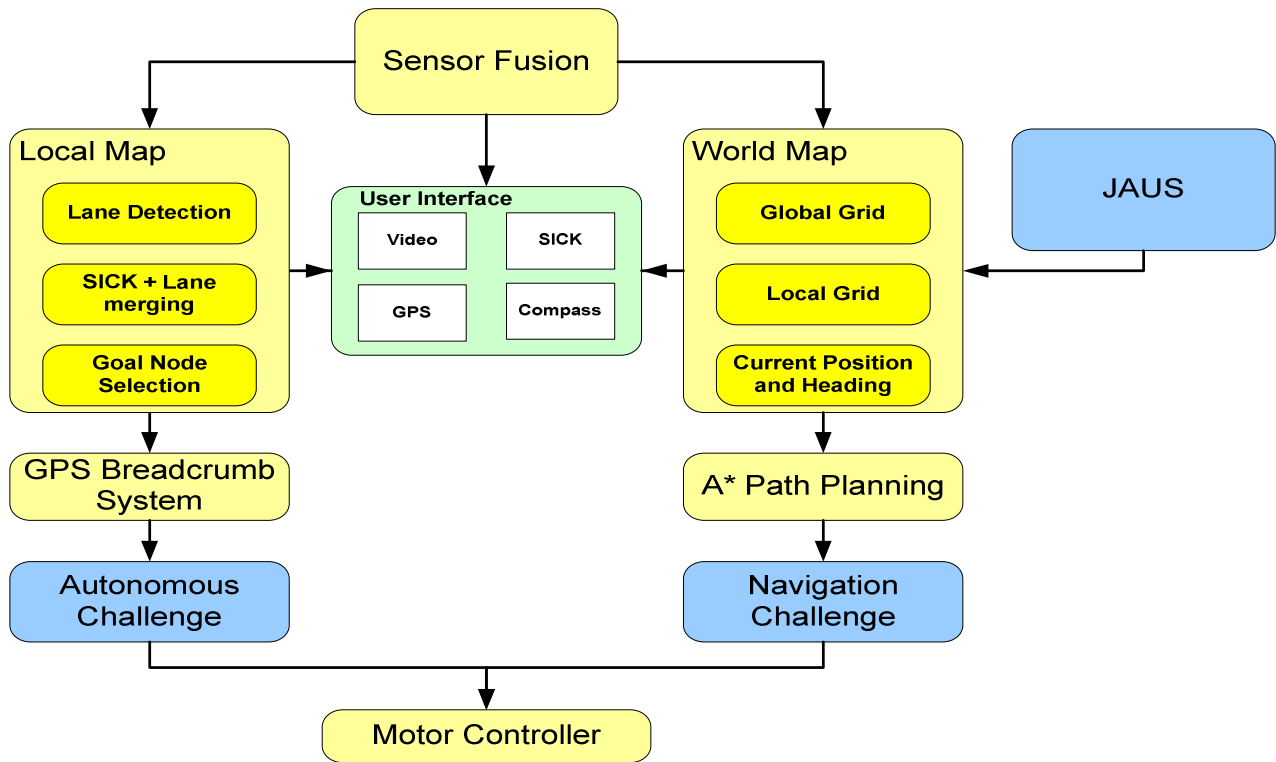 Sensor Fusion
Local Map
Lane Detection
SICK + Lane
merging
Goal Node
Selection
User Interface
Video
SICK
GPS
Compass
World Map
Global Grid
Local Grid
Current Position
and Heading
JAUS
GPS Breadcrumb
System
A* Path Planning
Autonomous
Challenge
Navigation
Challenge
Motor Controller